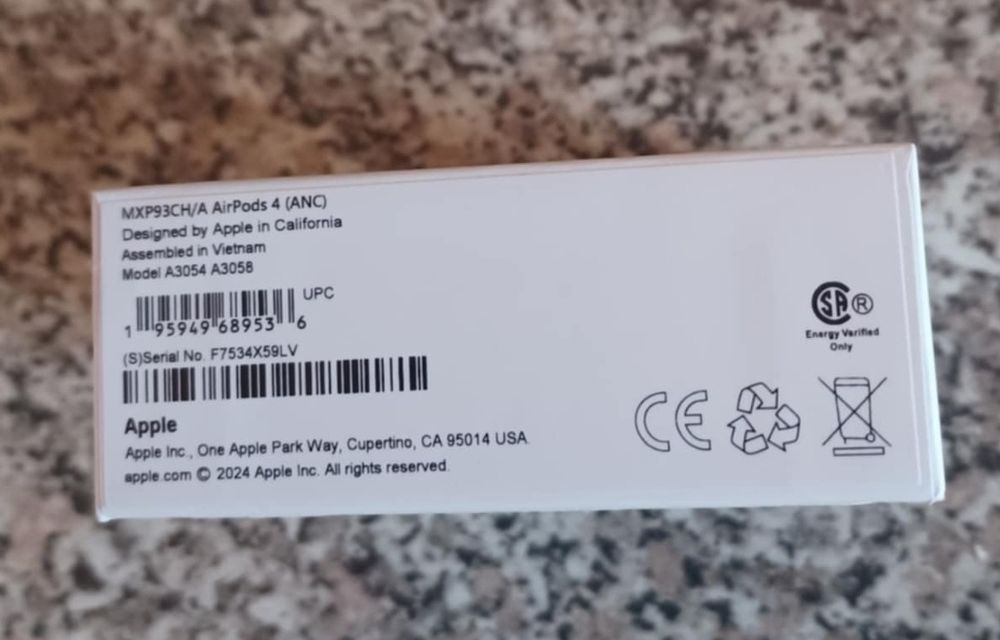 MXP93CH/A AirPods 4 (ANC)
Designed by Apple in California
Assembled in Vietnam
Model A3054 A3058
UPC
1 95949 68953 6
(S)Serial No. F7534X59LV
Apple
Apple Inc., One Apple Park Way, Cupertino, CA 95014 USA.
apple.com © 2024 Apple Inc. All rights reserved.
SA ®
Energy Verified
Only
CE